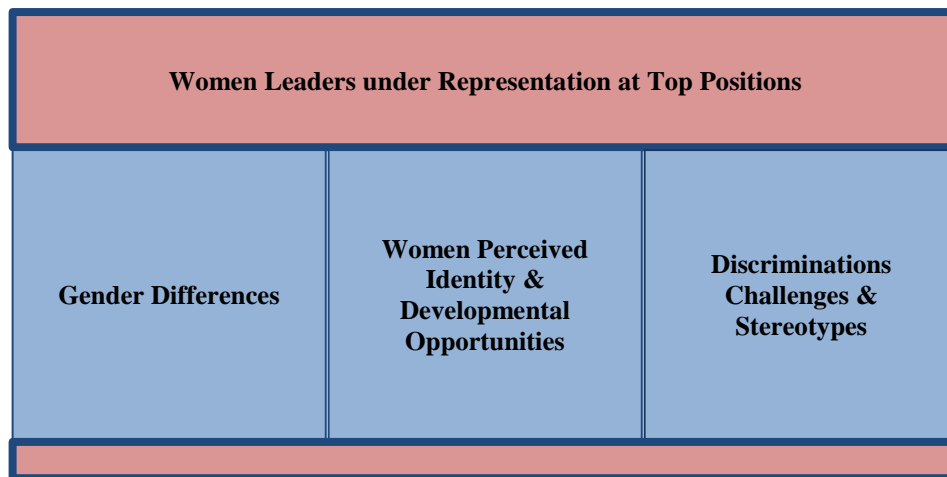 Women Leaders under Representation at Top Positions
Gender Differences
Women Perceived
Identity &
Developmental
Opportunities
Discriminations
Challenges &
Stereotypes